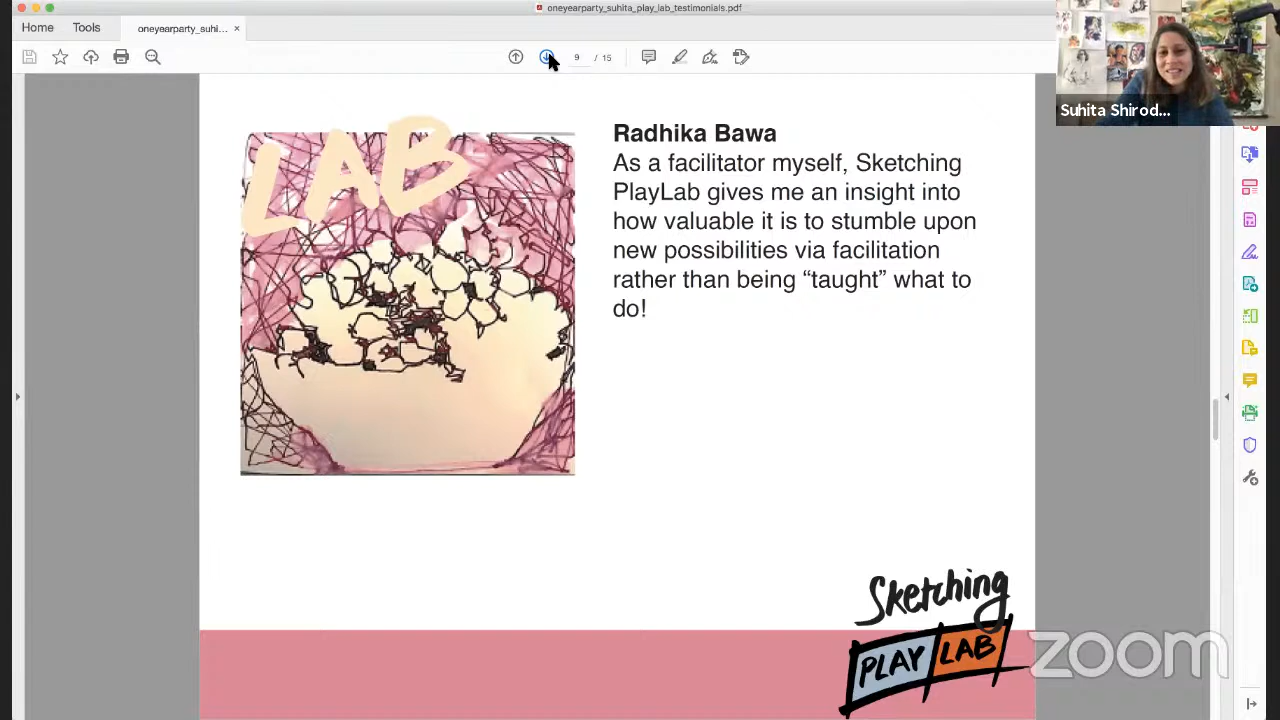 oneyearparty_suhita_play_lab_testimonials.pdf
Home
Tools
oneyearparty_suhi...
9 / 15
Suhita Shirod...
LAB
Radhika Bawa
As a facilitator myself, Sketching
PlayLab gives me an insight into
how valuable it is to stumble upon
new possibilities via facilitation
rather than being “taught” what to
do!
Sketching
PLAY LAB
zoom